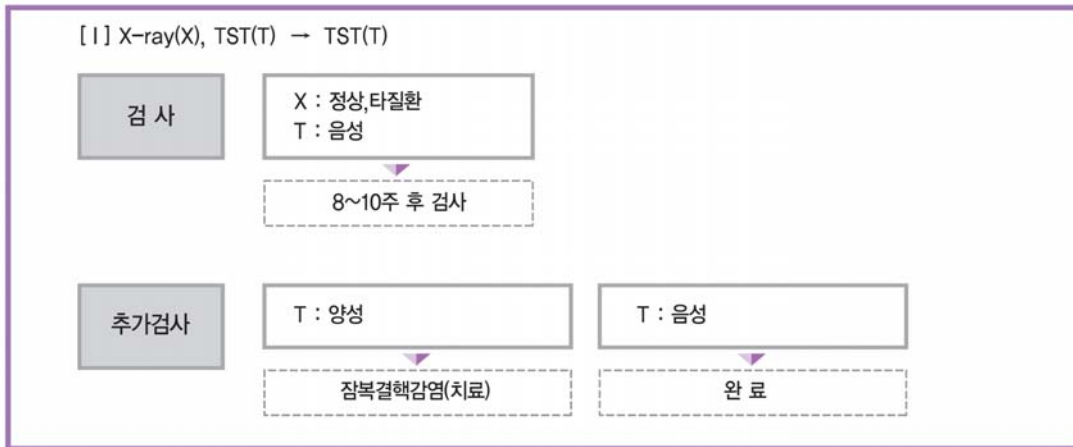 [ I ] X-ray(X), TST(T) → TST(T)
검 사
X : 정상,타질환
T : 음성
8~10주 후 검사
추가검사
T : 양성
T : 음성
잠복결핵감염(치료)
완 료